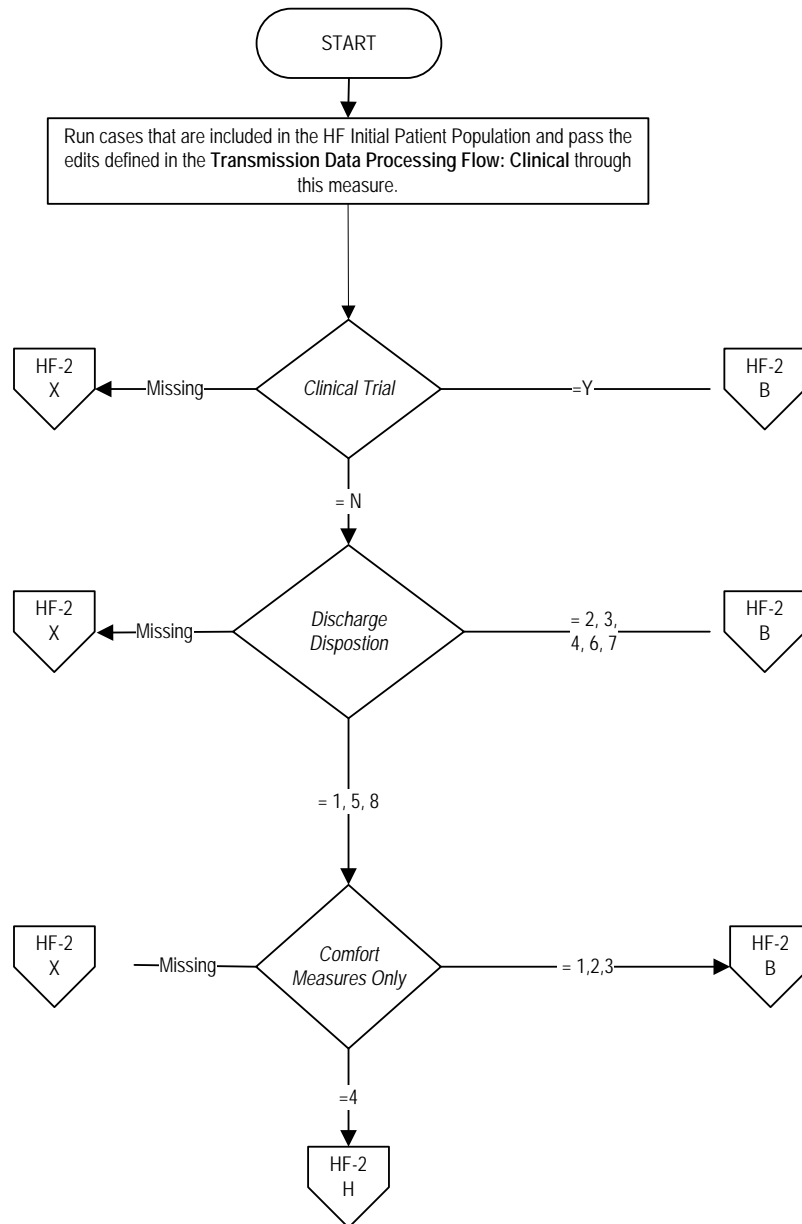 START
Run cases that are included in the HF Initial Patient Population and pass the
edits defined in the Transmission Data Processing Flow: Clinical through
this measure.
HF-2
X
Missing
Clinical Trial
=Y
HF-2
B
= N
HF-2
X
Missing
Discharge
Dispostion
= 2, 3,
4, 6, 7
HF-2
B
= 1, 5, 8
HF-2
X
Missing
Comfort
Measures Only
= 1,2,3
HF-2
B
=4
HF-2
H